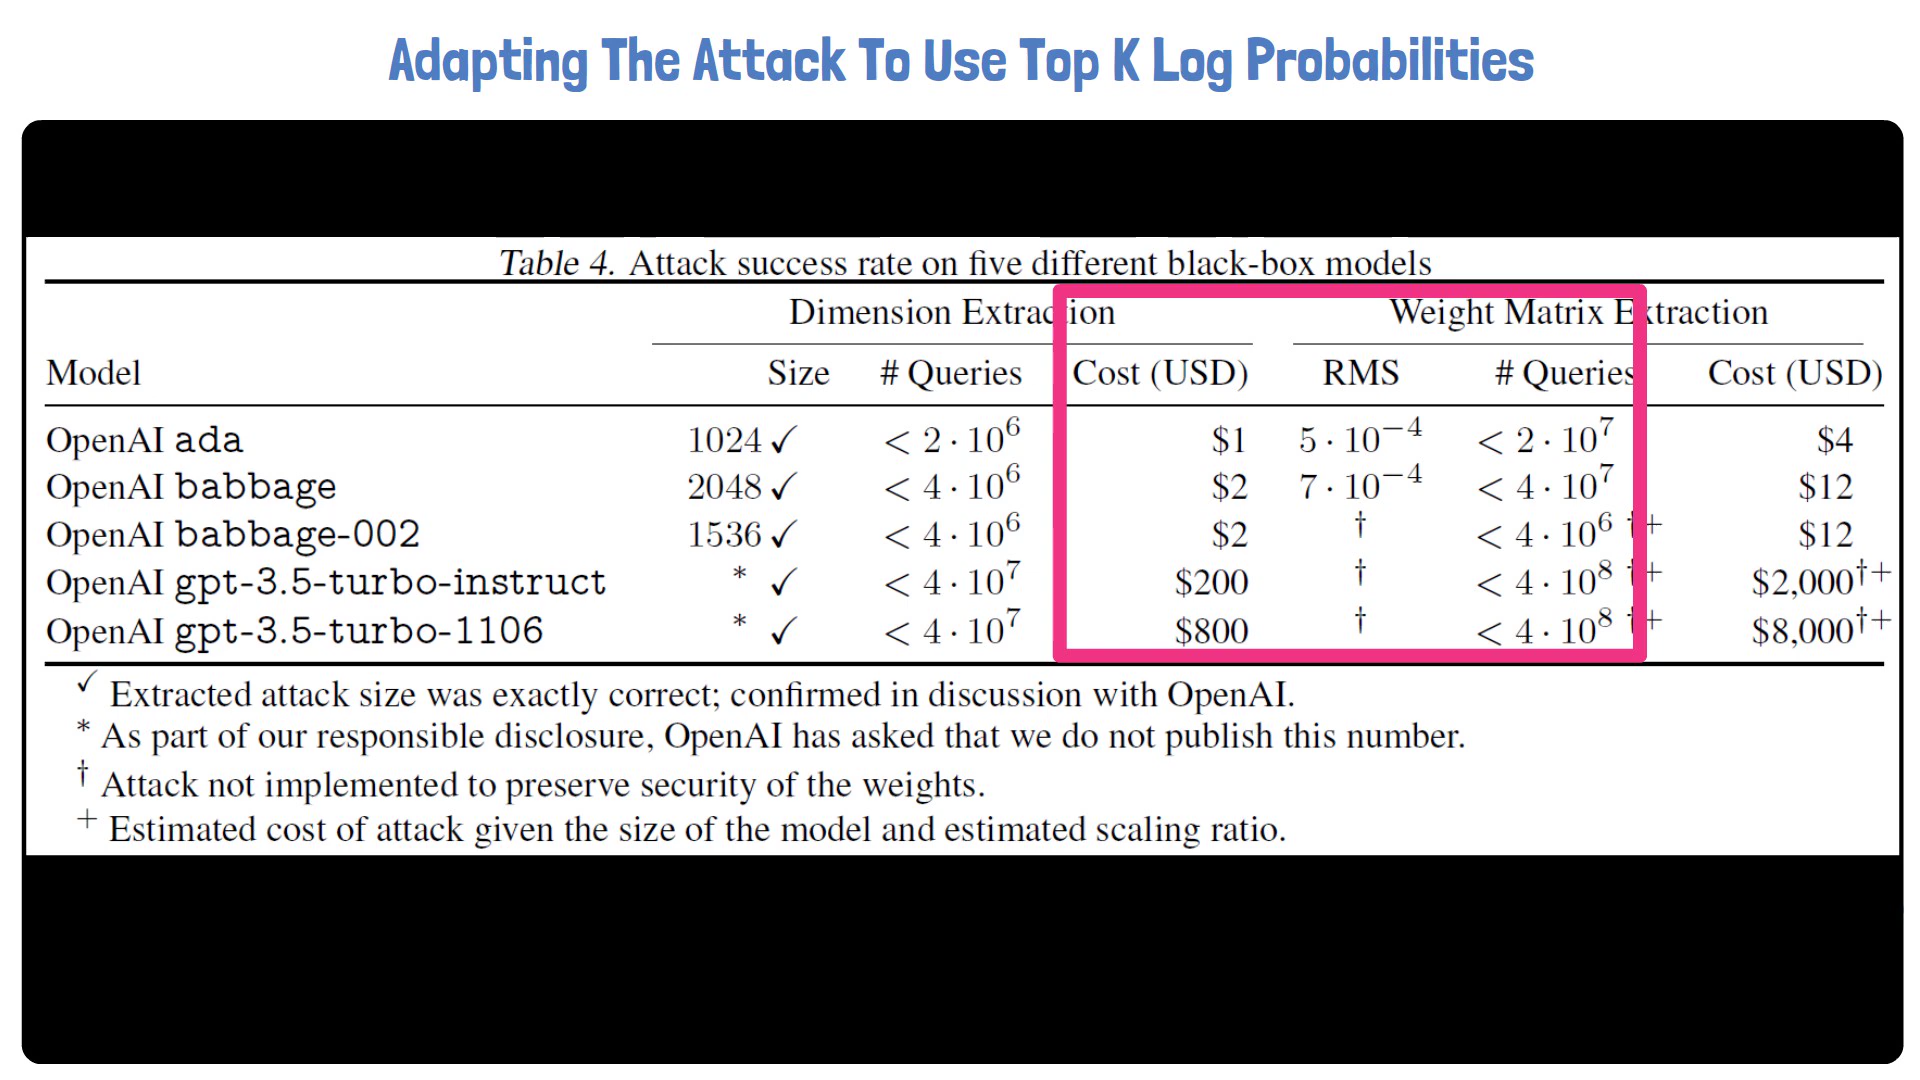 Adapting The Attack To Use Top K Log Probabilities
Table 4. Attack success rate on five different black-box models
Dimension Extraction Weight Matrix Extraction
Model Size # Queries Cost (USD) RMS # Queries Cost (USD)
OpenAI ada 1024 ✓ < 2 · 10^6 $1 5 · 10^−4 < 2 · 10^7 $4
OpenAI babbage 2048 ✓ < 4 · 10^6 $2 7 · 10^−4 < 4 · 10^7 $12
OpenAI babbage-002 1536 ✓ < 4 · 10^6 $2 † < 4 · 10^6 †+ $12
OpenAI gpt-3.5-turbo-instruct * ✓ < 4 · 10^7 $200 † < 4 · 10^8 †+ $2,000†+
OpenAI gpt-3.5-turbo-1106 * ✓ < 4 · 10^7 $800 † < 4 · 10^8 †+ $8,000†+
✓ Extracted attack size was exactly correct; confirmed in discussion with OpenAI.
* As part of our responsible disclosure, OpenAI has asked that we do not publish this number.
† Attack not implemented to preserve security of the weights.
+ Estimated cost of attack given the size of the model and estimated scaling ratio.